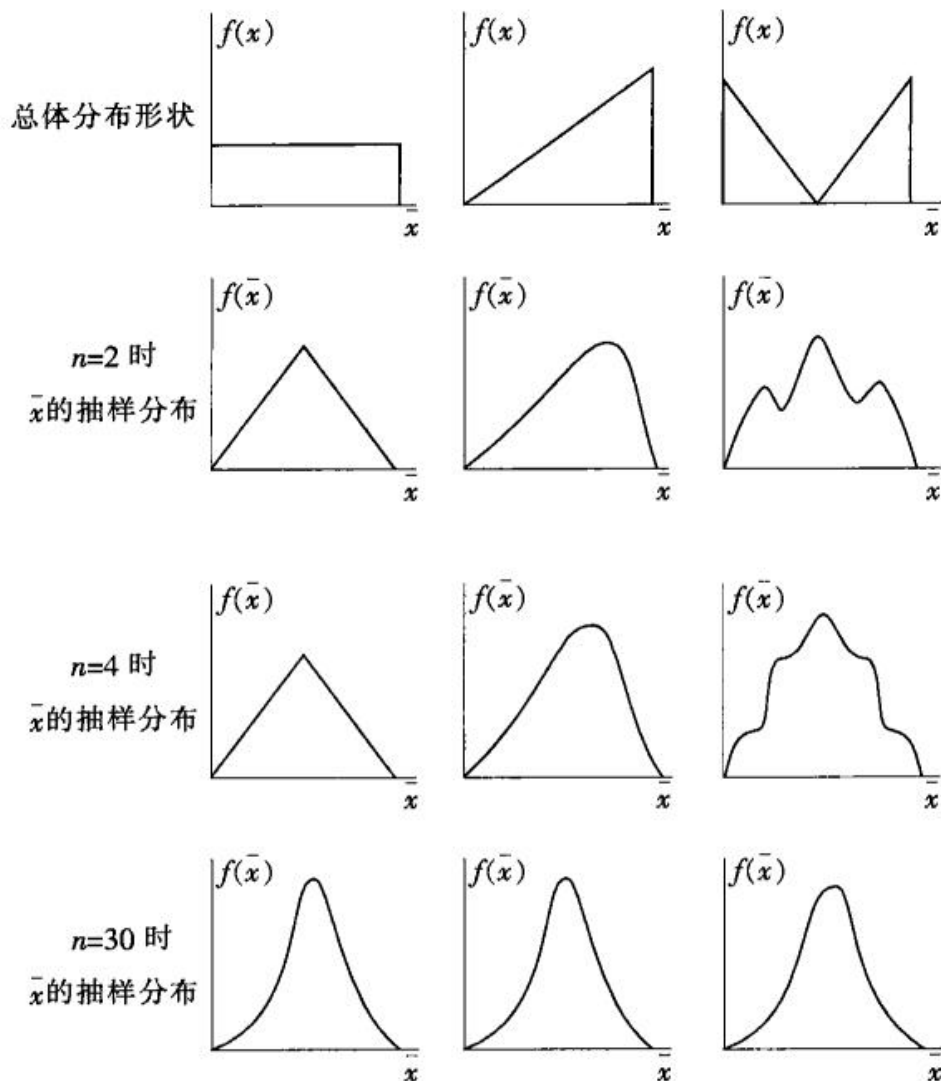 f(x) f(x) f(x)
总体分布形状
x̄ x̄ x̄
f(x̄) f(x̄) f(x̄)
n=2 时
x̄的抽样分布
x̄ x̄ x̄
f(x̄) f(x̄) f(x̄)
n=4 时
x̄的抽样分布
x̄ x̄ x̄
f(x̄) f(x̄) f(x̄)
n=30 时
x̄的抽样分布
x̄ x̄ x̄